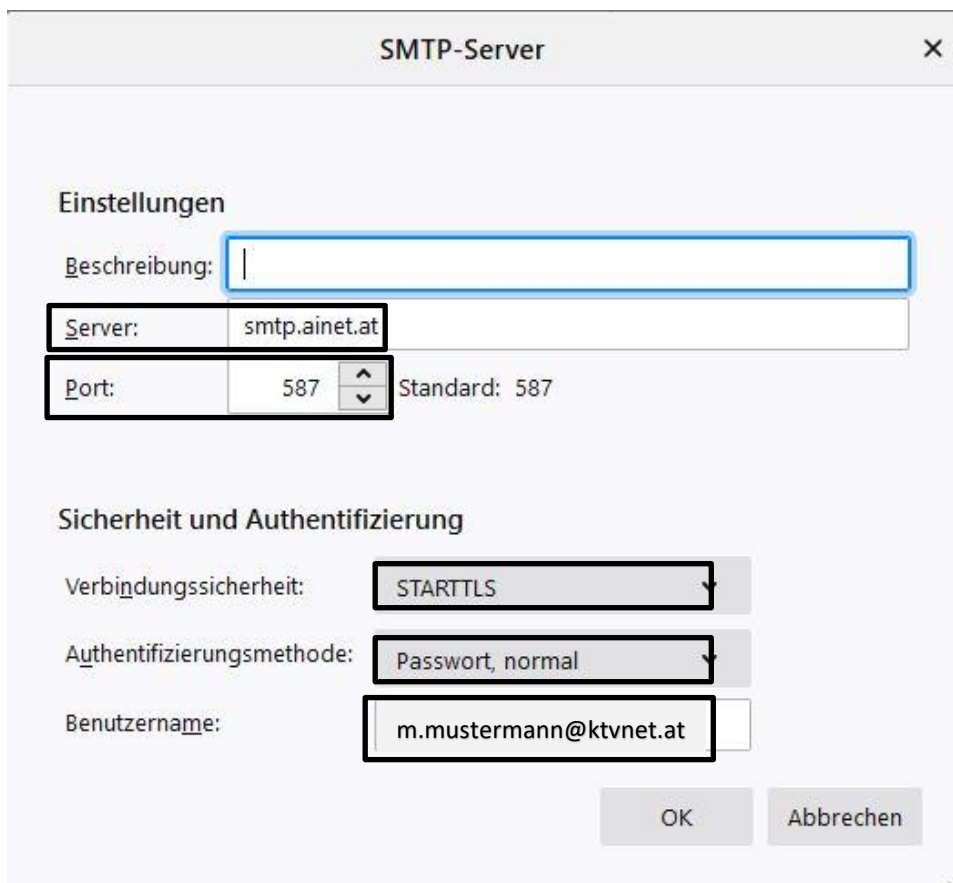 SMTP-Server
Einstellungen
Beschreibung:
Server: smtp.ainet.at
Port: 587 Standard: 587
Sicherheit und Authentifizierung
Verbindungssicherheit: STARTTLS
Authentifizierungsmethode: Passwort, normal
Benutzername: m.mustermann@ktvnet.at
OK Abbrechen